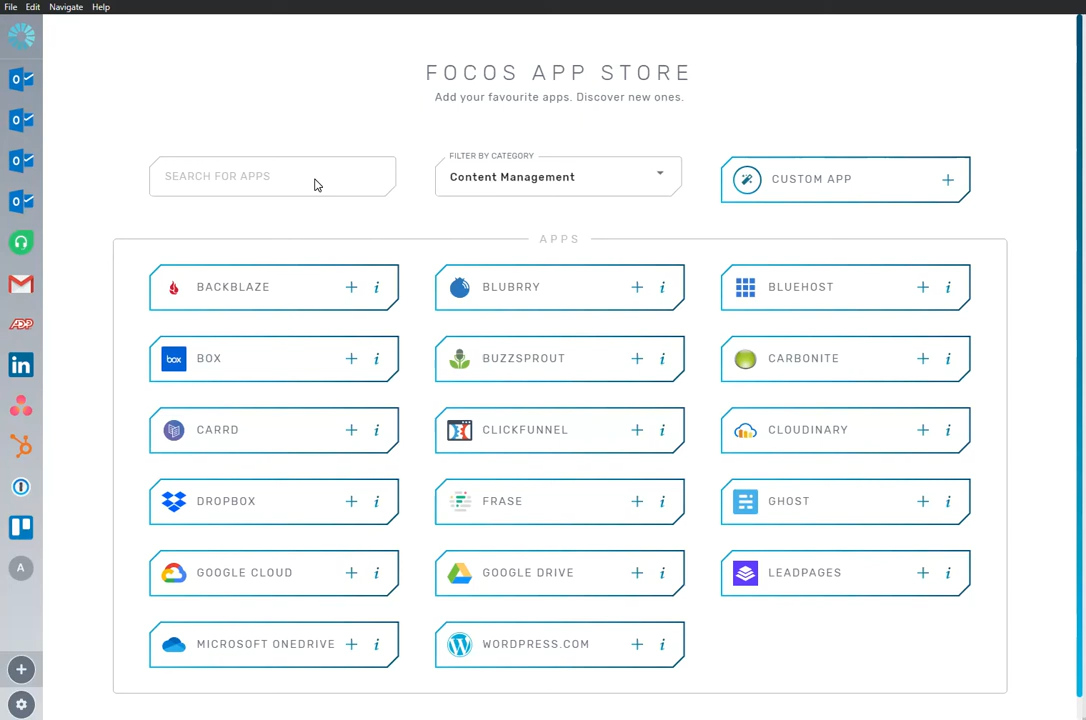 File Edit Navigate Help
FOCOS APP STORE
Add your favourite apps. Discover new ones.
SEARCH FOR APPS
FILTER BY CATEGORY
Content Management
CUSTOM APP
APPS
BACKBLAZE
BLUBRRY
BLUEHOST
box
BOX
BUZZSPROUT
CARBONITE
CARRD
CLICKFUNNEL
CLOUDINARY
DROPBOX
FRASE
GHOST
GOOGLE CLOUD
GOOGLE DRIVE
LEADPAGES
MICROSOFT ONEDRIVE
WORDPRESS.COM
O
O
O
O
ADP
in
A